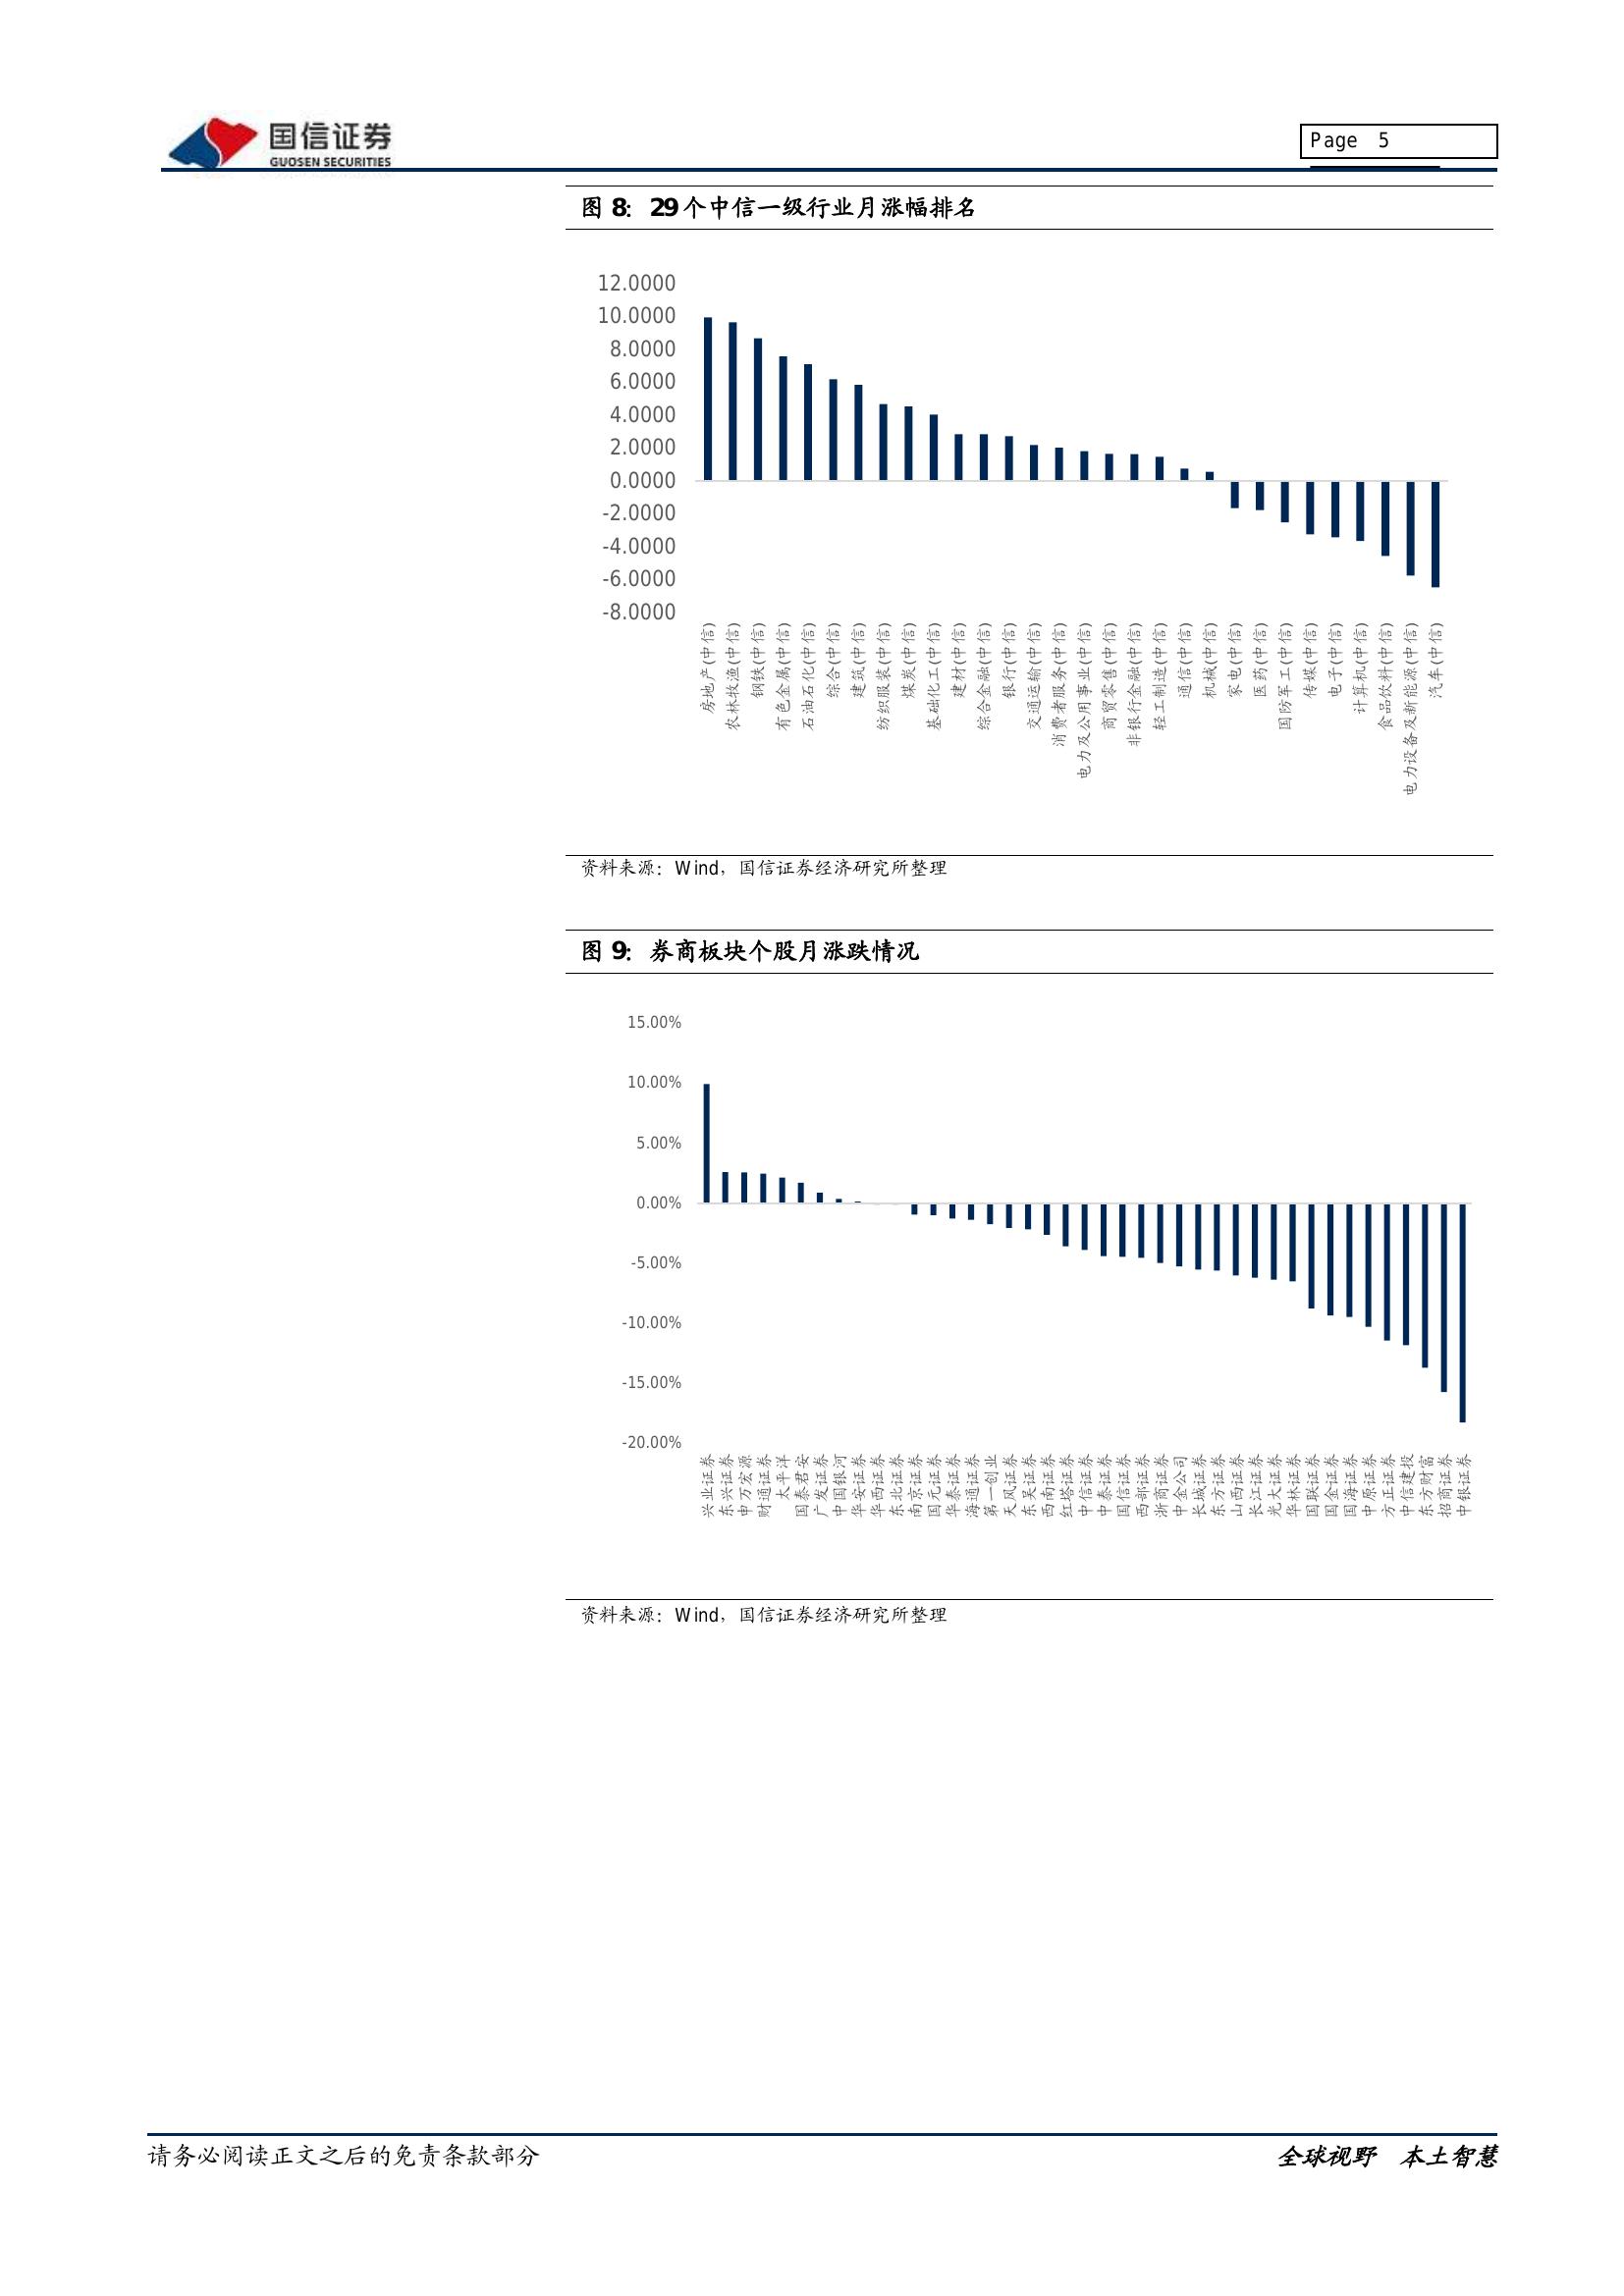 国信证券
GUOSEN SECURITIES
Page 5
图 8: 29个中信一级行业月涨幅排名
12.0000
10.0000
8.0000
6.0000
4.0000
2.0000
0.0000
-2.0000
-4.0000
-6.0000
-8.0000
房地产(中信)
农林牧渔(中信)
钢铁(中信)
有色金属(中信)
石油石化(中信)
综合(中信)
建筑(中信)
纺织服装(中信)
煤炭(中信)
基础化工(中信)
建材(中信)
综合金融(中信)
银行(中信)
交通运输(中信)
消费者服务(中信)
电力及公用事业(中信)
商贸零售(中信)
非银行金融(中信)
轻工制造(中信)
通信(中信)
机械(中信)
家电(中信)
医药(中信)
国防军工(中信)
传媒(中信)
电子(中信)
计算机(中信)
食品饮料(中信)
电力设备及新能源(中信)
汽车(中信)
资料来源：Wind，国信证券经济研究所整理
图 9: 券商板块个股月涨跌情况
15.00%
10.00%
5.00%
0.00%
-5.00%
-10.00%
-15.00%
-20.00%
兴业证券
东兴证券
申万宏源
财通证券
太平洋
国泰君安
广发证券
中国银河
华安证券
华西证券
东北证券
南京证券
国元证券
华泰证券
海通证券
第一创业
天风证券
东吴证券
西南证券
红塔证券
中信证券
中泰证券
国信证券
西部证券
浙商证券
中金公司
长城证券
东方证券
山西证券
长江证券
光大证券
华林证券
国联证券
国金证券
国海证券
中原证券
方正证券
中信建投
东方财富
招商证券
中银证券
资料来源：Wind，国信证券经济研究所整理
请务必阅读正文之后的免责条款部分
全球视野 本土智慧